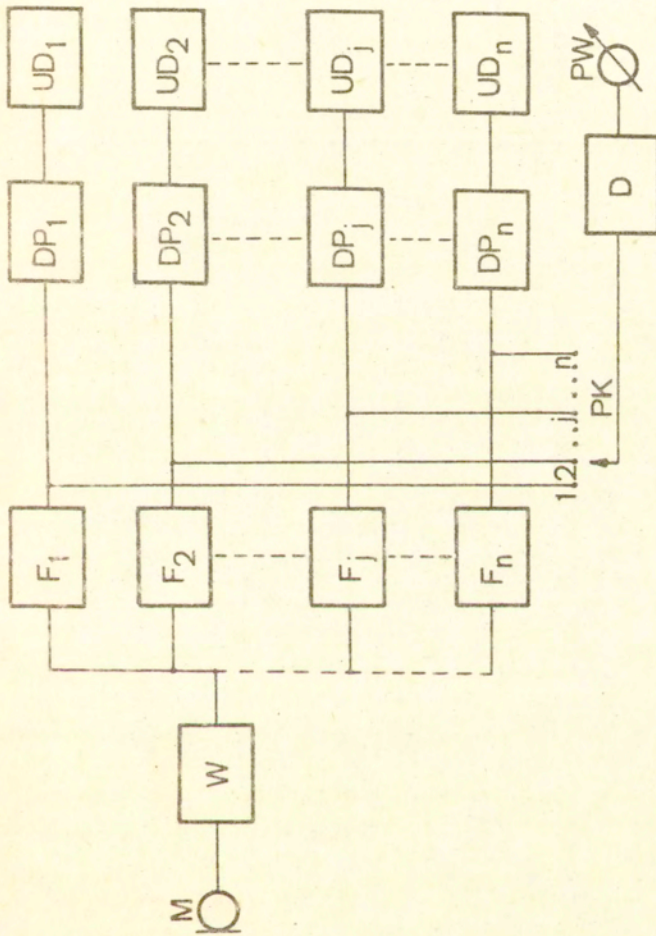 UD₁
UD₂
UDⱼ
UDₙ
PW
DP₁
DP₂
DPⱼ
DPₙ
D
1 2 . . j . . . n
PK
F₁
F₂
Fⱼ
Fₙ
W
M